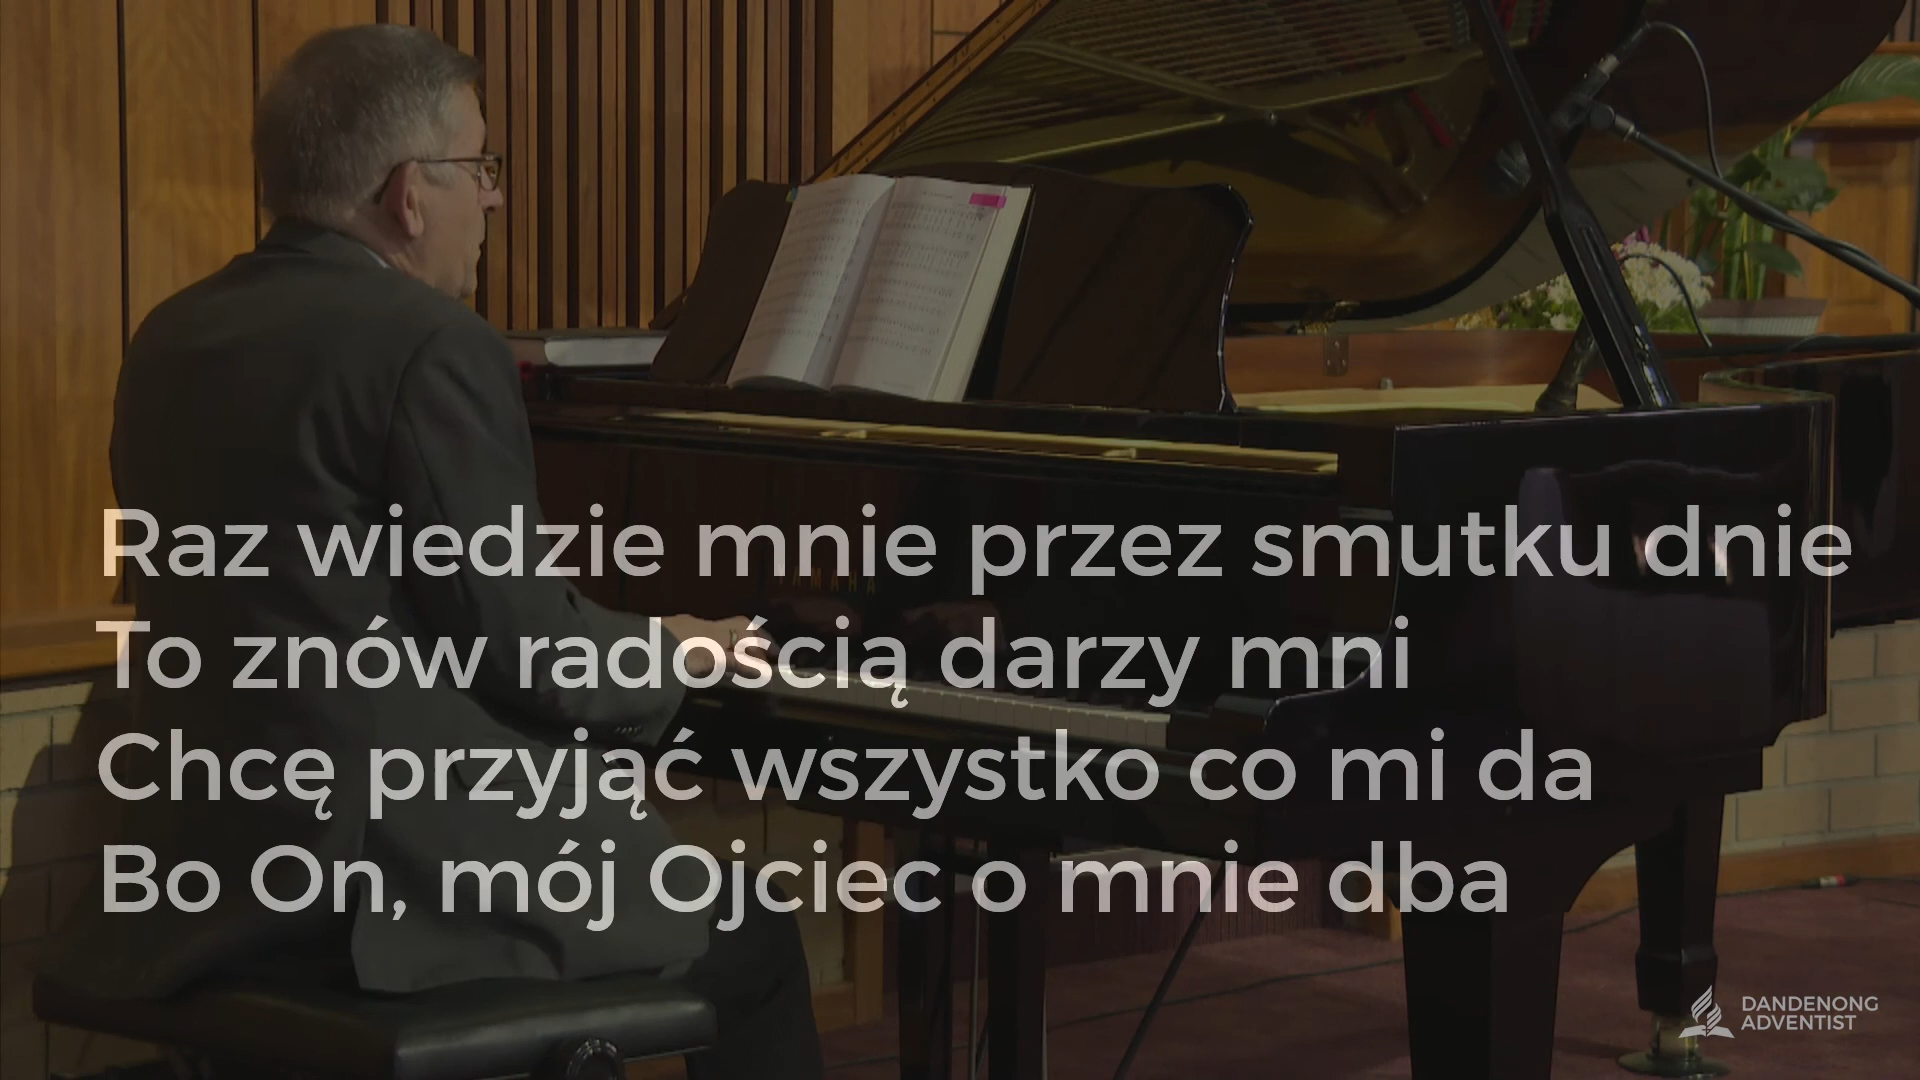 Raz wiedzie mnie przez smutku dnie
To znów radością darzy mni
Chcę przyjąć wszystko co mi da
Bo On, mój Ojciec o mnie dba
YAMAHA
DANDENONG
ADVENTIST